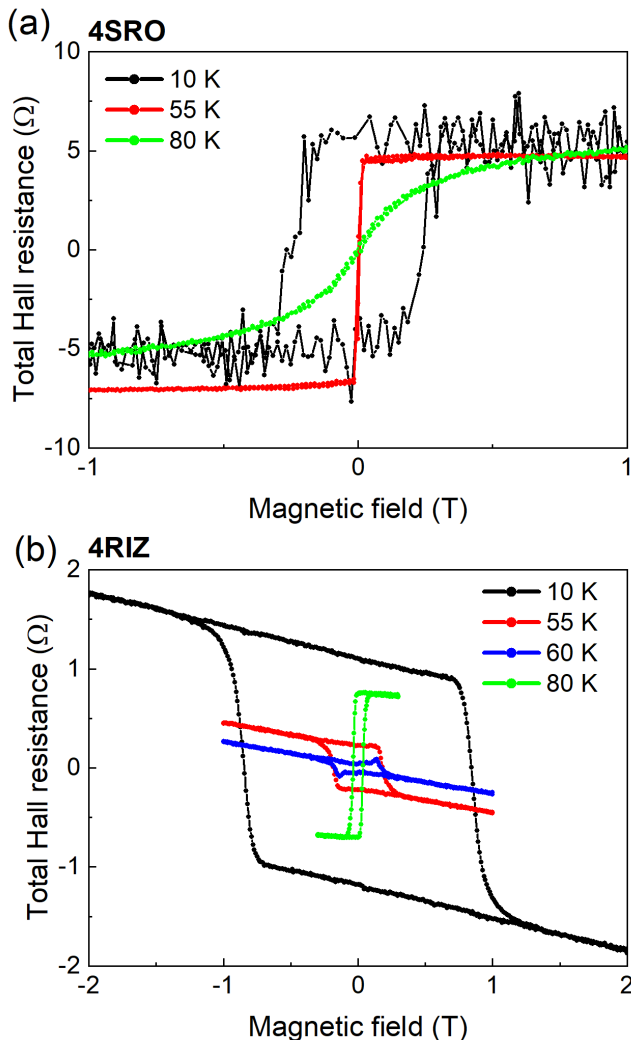 (a) 4SRO
10
10 K
55 K
80 K
5
0
-5
-10
-1 0 1
Total Hall resistance (Ω)
Magnetic field (T)
(b) 4RIZ
2
10 K
55 K
60 K
80 K
1
0
-1
-2
-2 -1 0 1 2
Total Hall resistance (Ω)
Magnetic field (T)